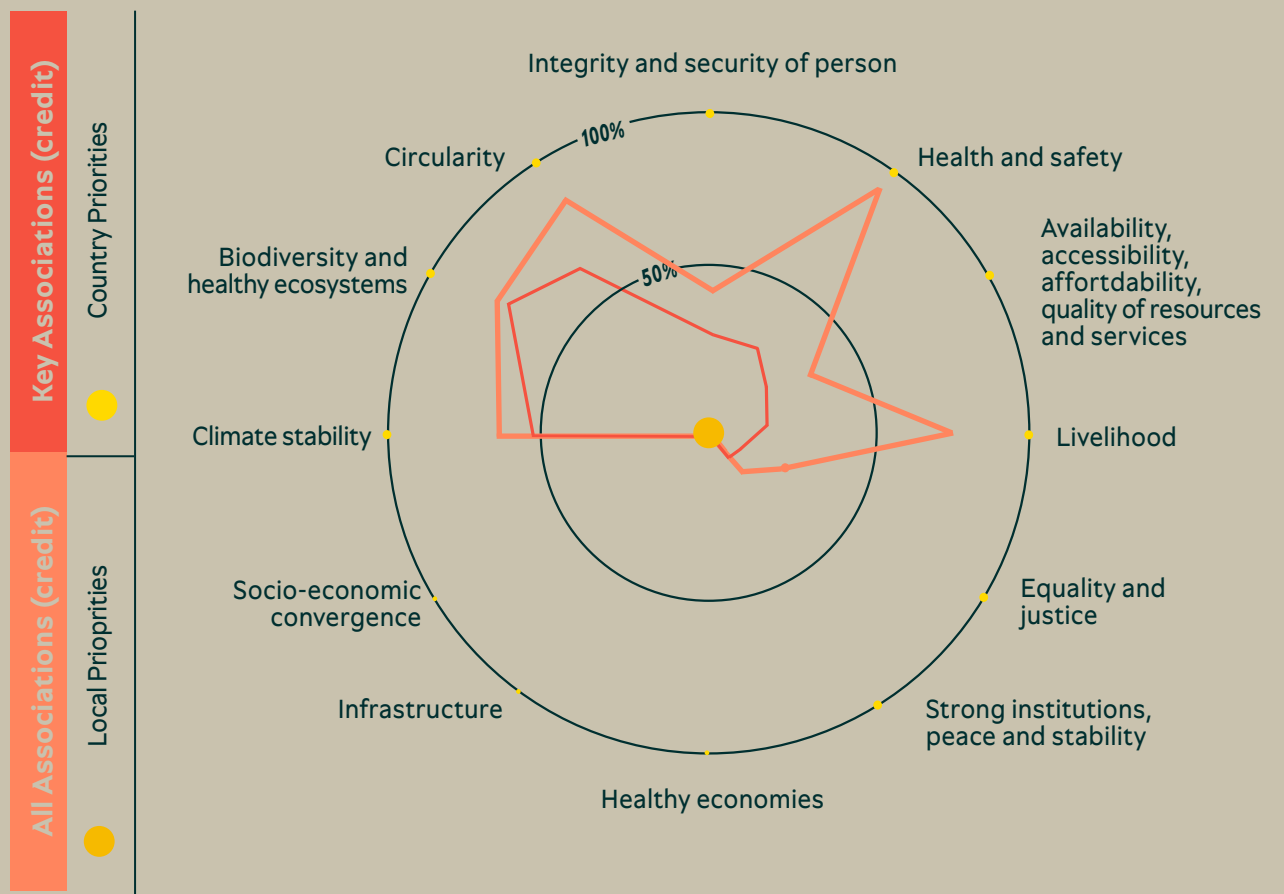 Key Associations (credit)
Country Priorities
All Associations (credit)
Local Prioprities
Integrity and security of person
100%
Circularity
Health and safety
Availability,
accessibility,
affortdability,
quality of resources
and services
Biodiversity and
healthy ecosystems
50%
Climate stability
Livelihood
Socio-economic
convergence
Equality and
justice
Infrastructure
Strong institutions,
peace and stability
Healthy economies